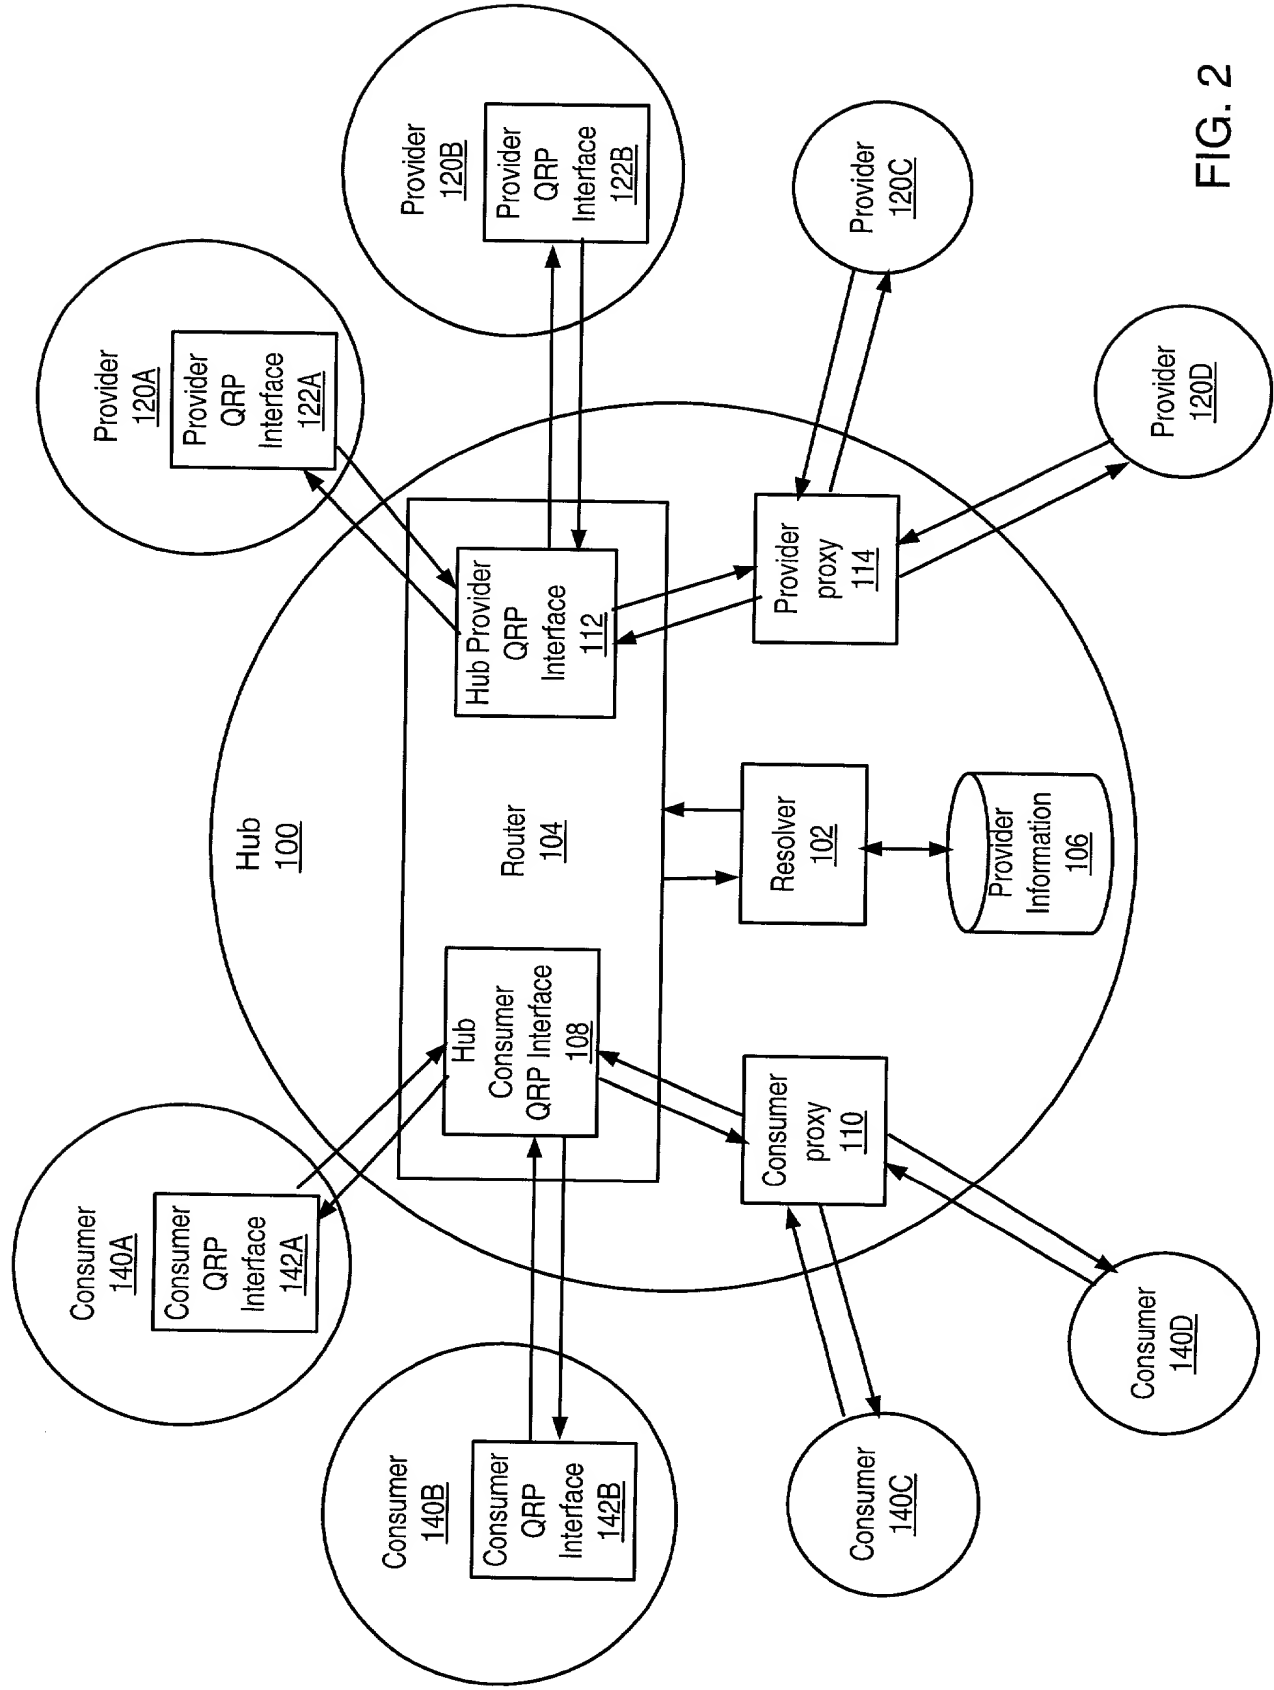 Consumer
140A
Consumer
QRP
Interface
142A
Consumer
140B
Consumer
QRP
Interface
142B
Consumer
140C
Consumer
140D
Hub
100
Router
104
Hub
Consumer
QRP Interface
108
Hub Provider
QRP
Interface
112
Consumer
proxy
110
Resolver
102
Provider
Information
106
Provider
proxy
114
Provider
120A
Provider
QRP
Interface
122A
Provider
120B
Provider
QRP
Interface
122B
Provider
120C
Provider
120D
FIG. 2